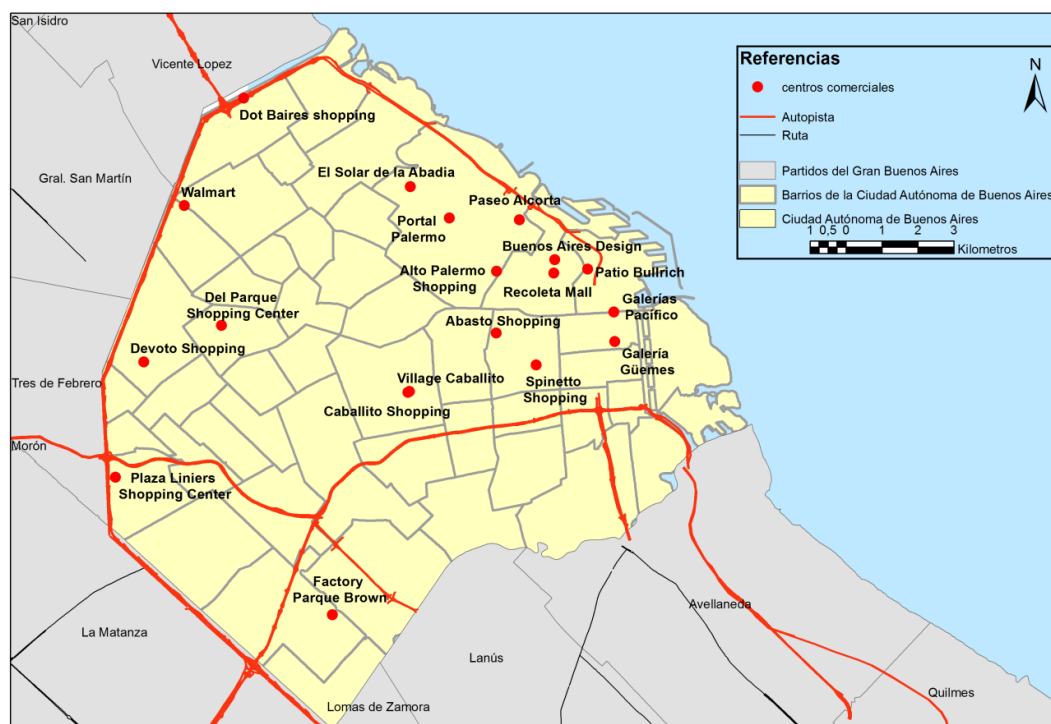 San Isidro
Vicente Lopez
Referencias
N
centros comerciales
Autopista
Ruta
Partidos del Gran Buenos Aires
Barrios de la Ciudad Autónoma de Buenos Aires
Ciudad Autónoma de Buenos Aires
1 0,5 0 1 2 3
Kilometros
Dot Baires shopping
Gral. San Martín
El Solar de la Abadia
Walmart
Paseo Alcorta
Portal
Palermo
Buenos Aires Design
Alto Palermo
Shopping
Patio Bullrich
Recoleta Mall
Del Parque
Shopping Center
Galerías
Pacífico
Abasto Shopping
Devoto Shopping
Galería
Güemes
Tres de Febrero
Village Caballito
Spinetto
Shopping
Caballito Shopping
Morón
Plaza Liniers
Shopping Center
Factory
Parque Brown
Avellaneda
La Matanza
Lanús
Quilmes
Lomas de Zamora